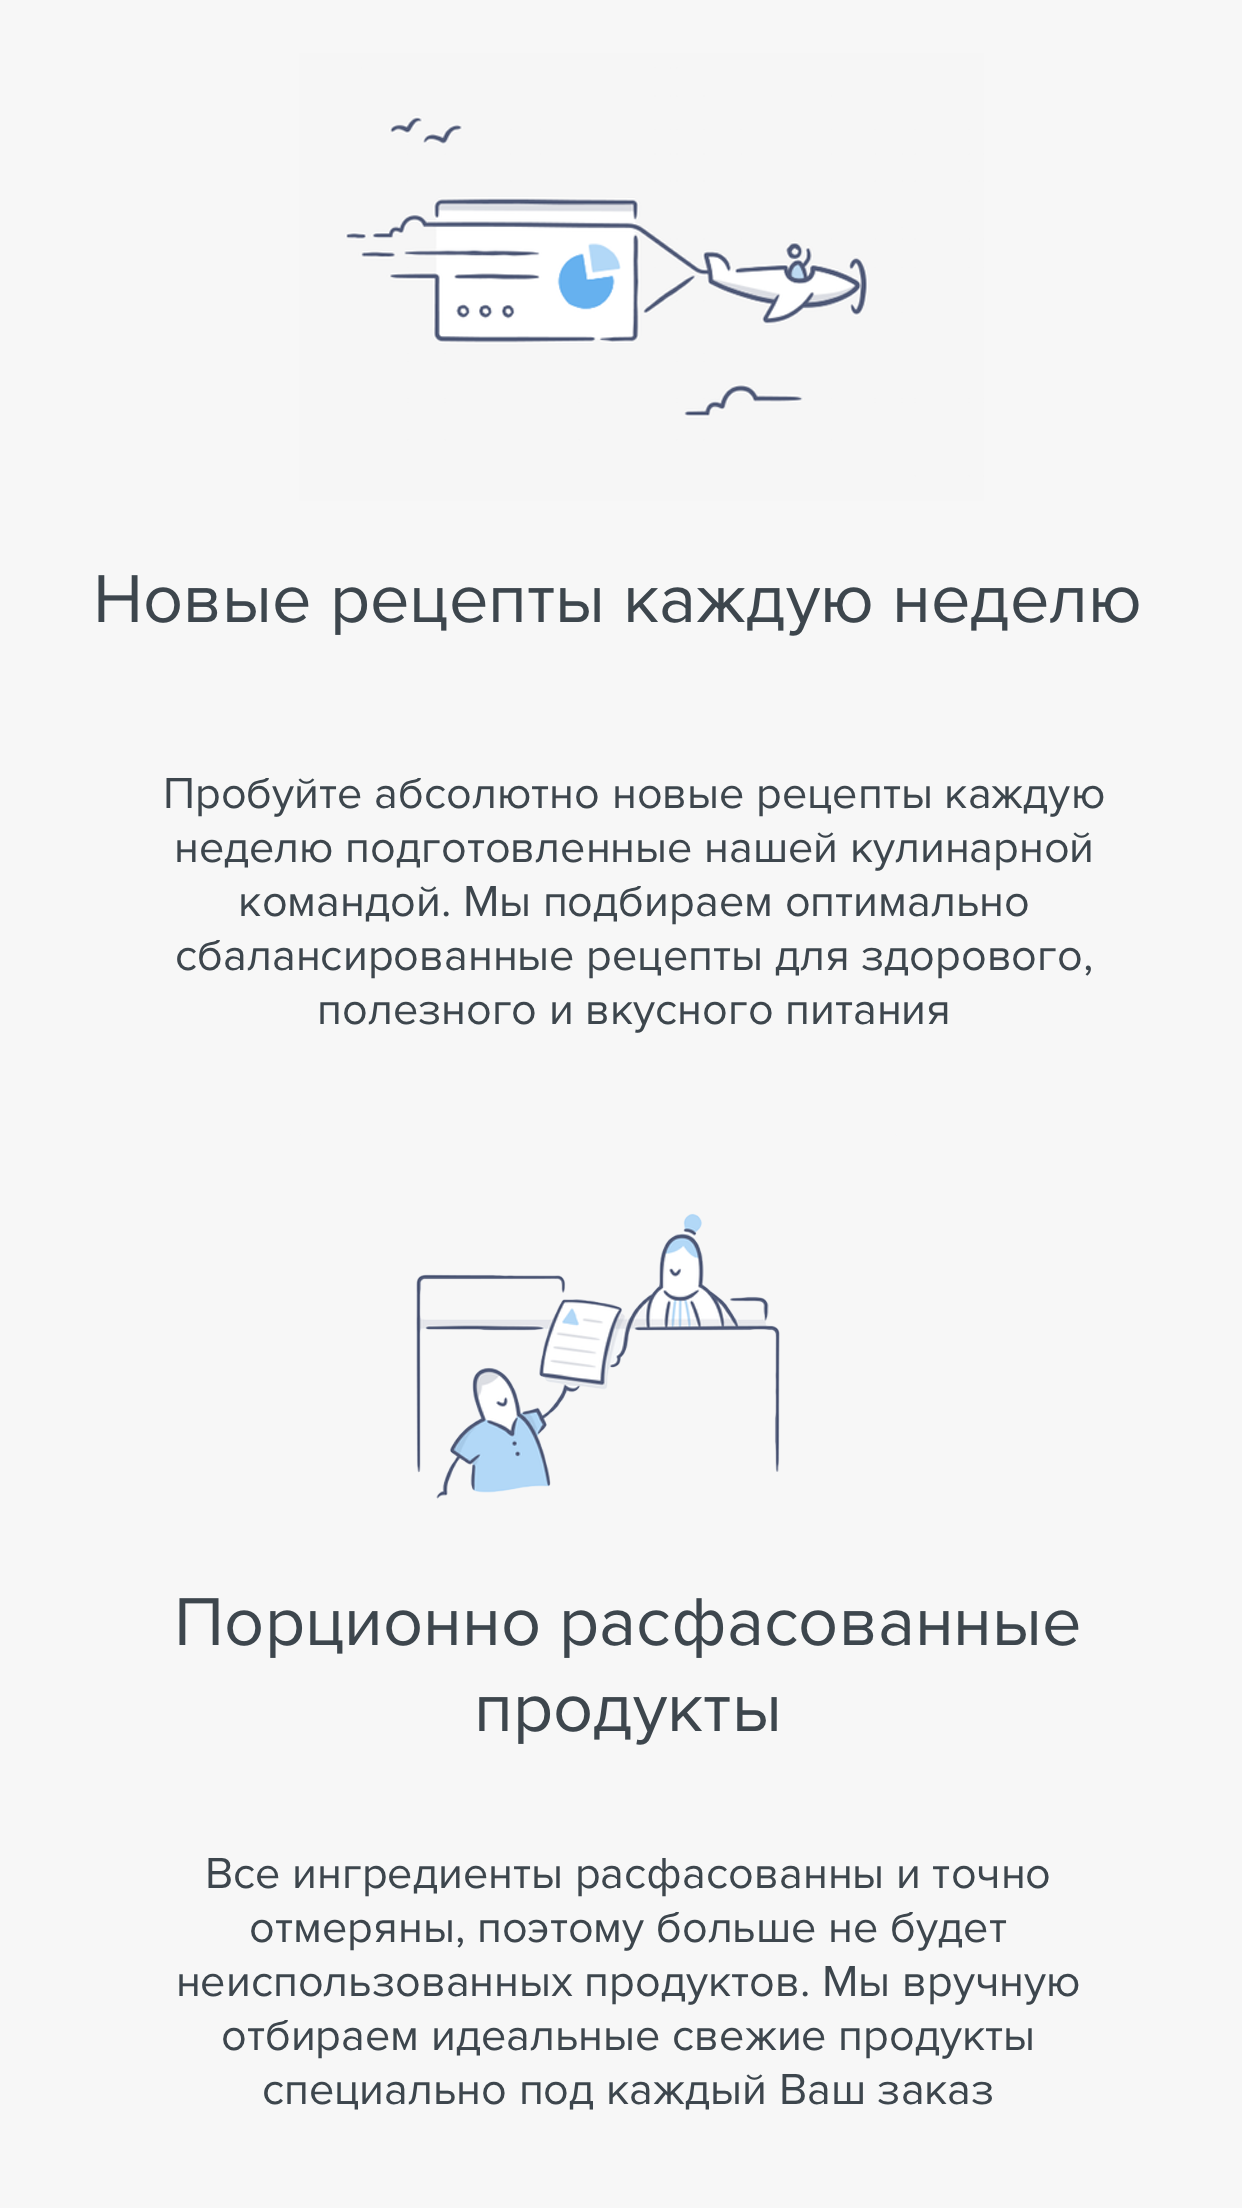 Новые рецепты каждую неделю
Пробуйте абсолютно новые рецепты каждую
неделю подготовленные нашей кулинарной
командой. Мы подбираем оптимально
сбалансированные рецепты для здорового,
полезного и вкусного питания
Порционно расфасованные
продукты
Все ингредиенты расфасованны и точно
отмеряны, поэтому больше не будет
неиспользованных продуктов. Мы вручную
отбираем идеальные свежие продукты
специально под каждый Ваш заказ